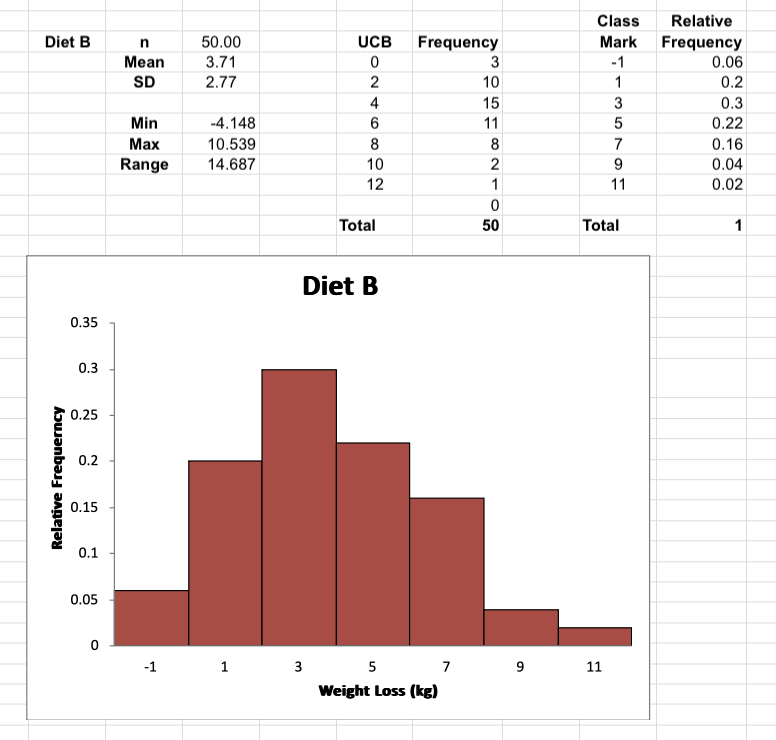 Class Relative
Diet B n 50.00 UCB Frequency Mark Frequency
Mean 3.71 0 3 -1 0.06
SD 2.77 2 10 1 0.2
4 15 3 0.3
Min -4.148 6 11 5 0.22
Max 10.539 8 8 7 0.16
Range 14.687 10 2 9 0.04
12 1 11 0.02
0
Total 50 Total 1
Diet B
0.35
0.3
0.25
0.2
0.15
0.1
0.05
0
Relative Frequerncy
-1 1 3 5 7 9 11
Weight Loss (kg)